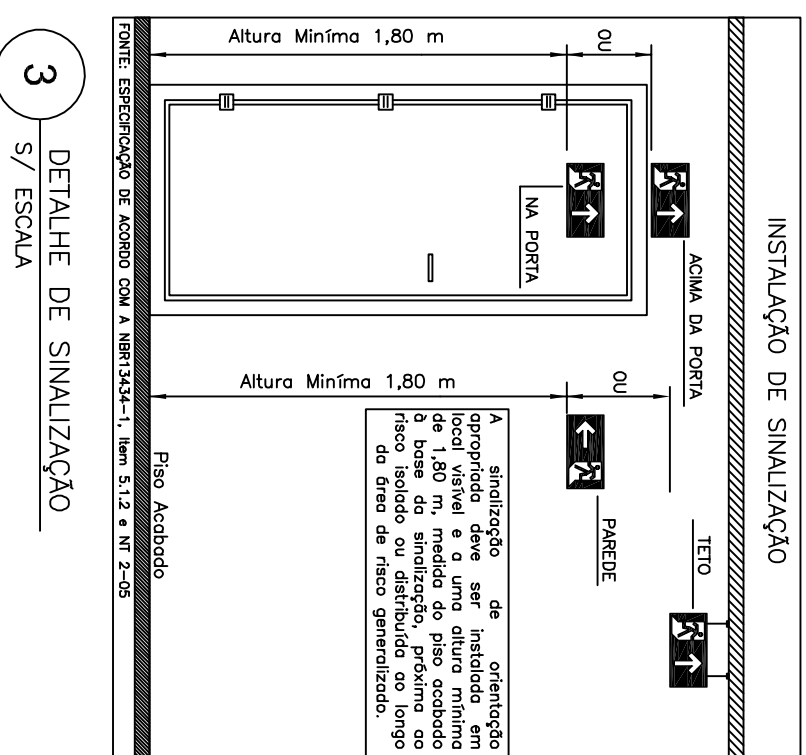 INSTALAÇÃO DE SINALIZAÇÃO
ACIMA DA PORTA
TETO
OU
OU
PAREDE
NA PORTA
Altura Miníma 1,80 m
Altura Miníma 1,80 m
A sinalização de orientação
apropriada deve ser instalada em
local visível e a uma altura mínima
de 1,80 m, medida do piso acabado
à base da sinalização, próxima ao
risco isolado ou distribuída ao longo
da área de risco generalizado.
Piso Acabado
FONTE: ESPECIFICAÇÃO DE ACORDO COM A NBR13434-1, Item 5.1.2 e NT 2-05
3
DETALHE DE SINALIZAÇÃO
S/ ESCALA